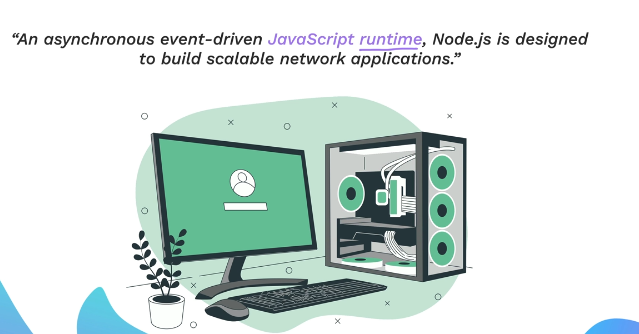 “An asynchronous event-driven JavaScript runtime, Node.js is designed
to build scalable network applications.”